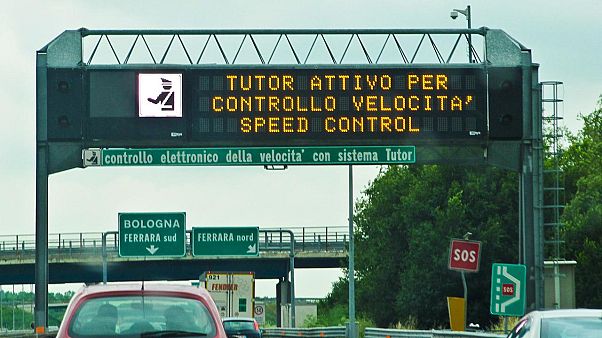 TUTOR ATTIVO PER
CONTROLLO VELOCITA'
SPEED CONTROL
controllo elettronico della velocita' con sistema Tutor
BOLOGNA
FERRARA sud
FERRARA nord
SOS
SOS
921